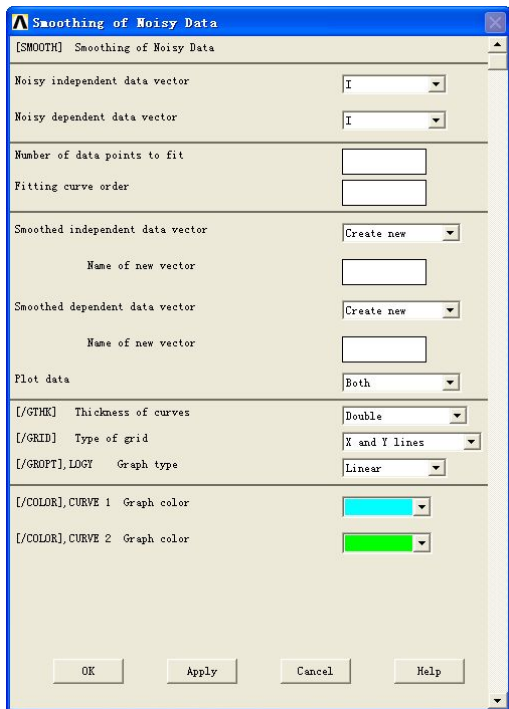 Smoothing of Noisy Data
[SMOOTH] Smoothing of Noisy Data
Noisy independent data vector I
Noisy dependent data vector I
Number of data points to fit
Fitting curve order
Smoothed independent data vector Create new
Name of new vector
Smoothed dependent data vector Create new
Name of new vector
Plot data Both
[/GTHK] Thickness of curves Double
[/GRID] Type of grid X and Y lines
[/GROPT],LOGY Graph type Linear
[/COLOR],CURVE 1 Graph color
[/COLOR],CURVE 2 Graph color
OK Apply Cancel Help